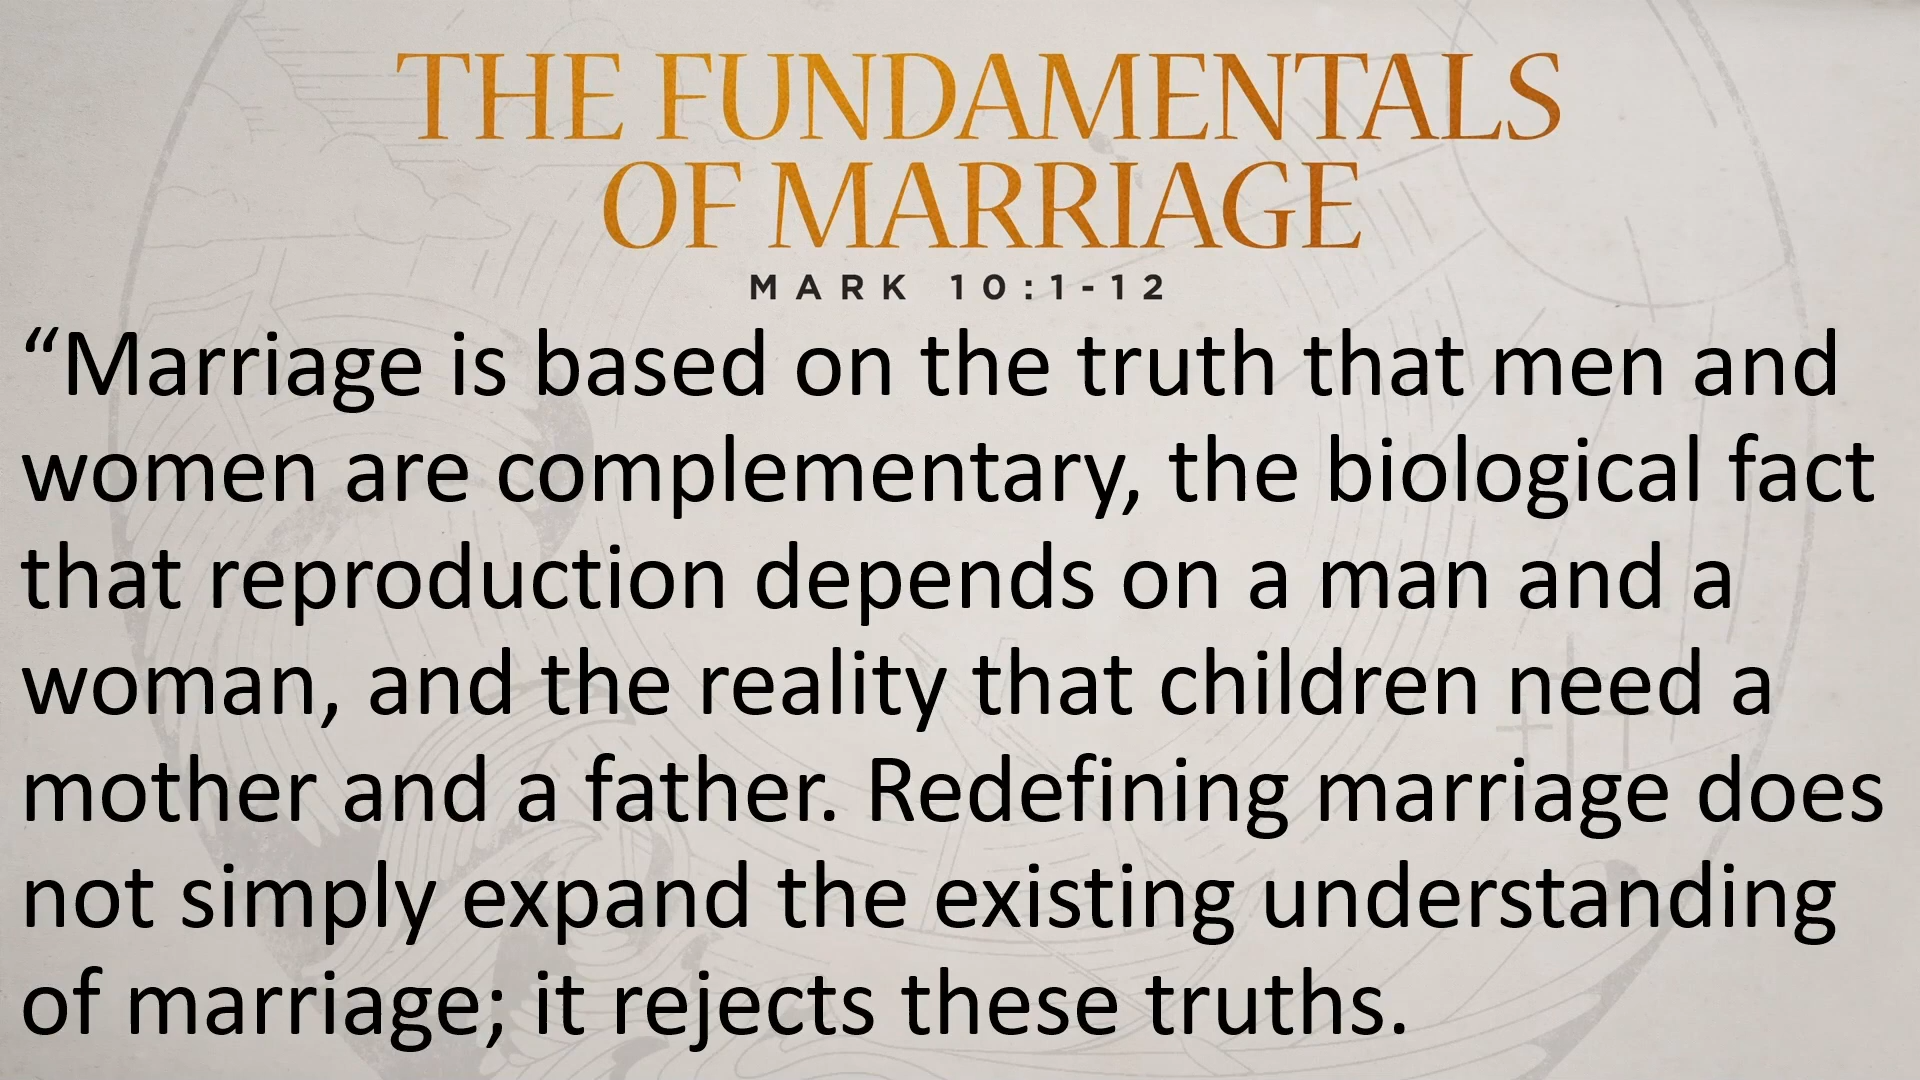 THE FUNDAMENTALS
OF MARRIAGE
MARK 10:1-12
“Marriage is based on the truth that men and
women are complementary, the biological fact
that reproduction depends on a man and a
woman, and the reality that children need a
mother and a father. Redefining marriage does
not simply expand the existing understanding
of marriage; it rejects these truths.